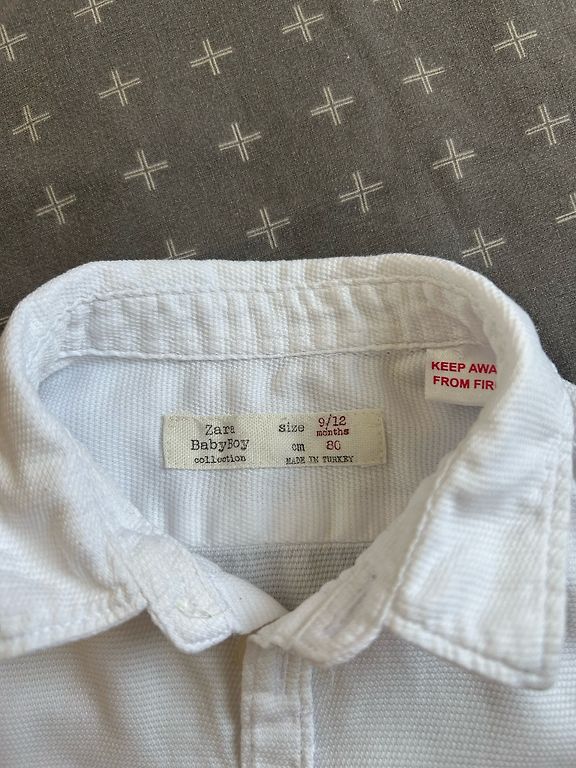 Zara
BabyBoy
collection
size 9/12
months
cm 80
MADE IN TURKEY
KEEP AWA
FROM FIR